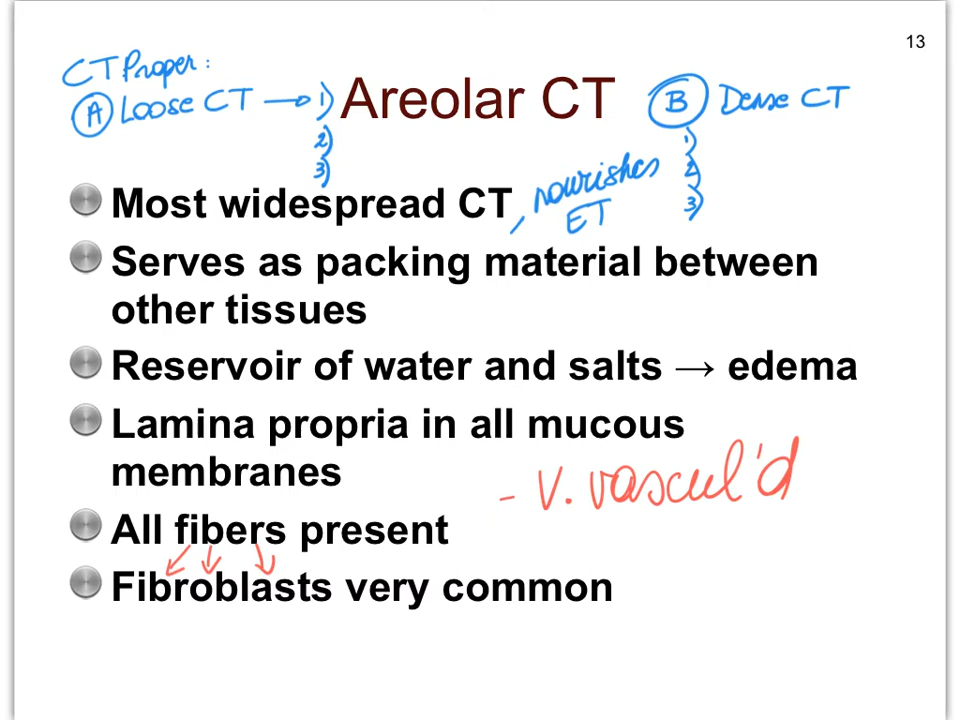 13
CT Proper:
A Loose CT → 1) Areolar CT B Dense CT
2) 1)
3) 2)
3)
Most widespread CT, nourishes ET
Serves as packing material between
other tissues
Reservoir of water and salts → edema
Lamina propria in all mucous
membranes
- v. vascul'd
All fibers present
Fibroblasts very common